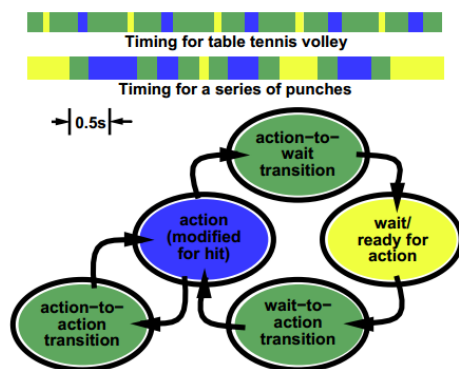 Timing for table tennis volley
Timing for a series of punches
0.5s
action−to−
wait
transition
action
(modified
for hit)
wait/
ready for
action
action−to−
action
transition
wait−to−
action
transition